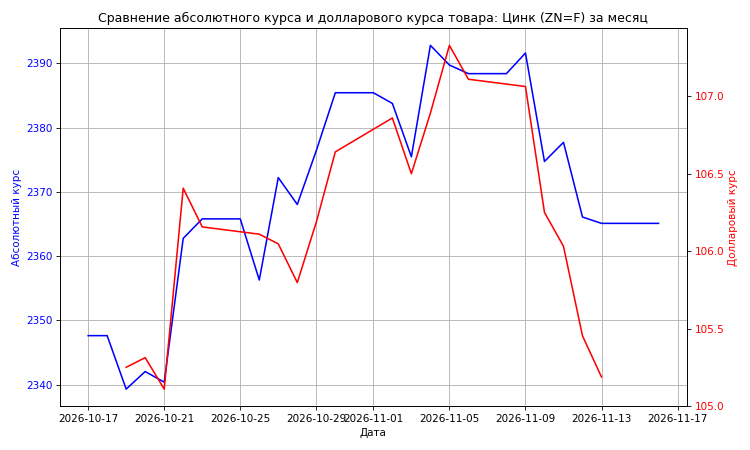 Сравнение абсолютного курса и долларового курса товара: Цинк (ZN=F) за месяц
2390
2380
2370
2360
2350
2340
Абсолютный курс
107.0
106.5
106.0
105.5
105.0
Долларовый курс
2026-10-17 2026-10-21 2026-10-25 2026-10-29 2026-11-01 2026-11-05 2026-11-09 2026-11-13 2026-11-17
Дата